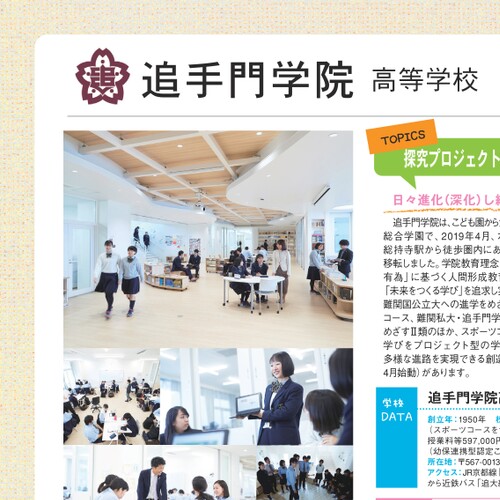 追手門学院 高等学校
TOPICS
探究プロジェクト
日々進化(深化)し続
追手門学院は、こども園から
総合学園で、2019年4月、
総持寺駅から徒歩圏内にあ
移転しました。学院教育理念
有為」に基づく人間形成教
「未来をつくる学び」を追求し
難関国公立大への進学をめ
コース、難関私大・追手門学
めざすⅡ類のほか、スポーツコ
学びをプロジェクト型の学
多様な進路を実現できる創造
4月始動)があります。
学校
DATA
追手門学院高
創立年：1950年
（スポーツコースを
授業料等597,000円
（幼保連携型認定こ
所在地：〒567-0013
アクセス：JR京都線
から近鉄バス「追大